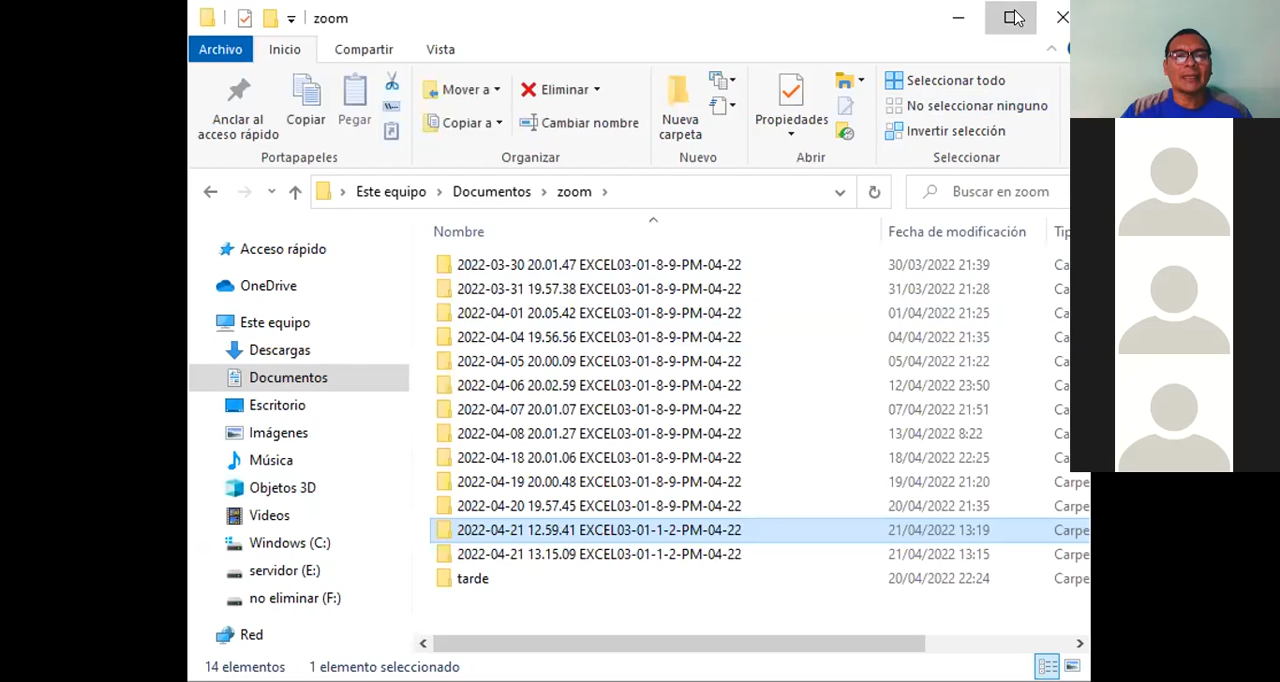 zoom
Archivo Inicio Compartir Vista
Anclar al acceso rápido
Copiar
Pegar
Mover a
Copiar a
Eliminar
Cambiar nombre
Nueva carpeta
Propiedades
Seleccionar todo
No seleccionar ninguno
Invertir selección
Portapapeles Organizar Nuevo Abrir Seleccionar
Este equipo > Documentos > zoom >
Buscar en zoom
Acceso rápido
OneDrive
Este equipo
Descargas
Documentos
Escritorio
Imágenes
Música
Objetos 3D
Videos
Windows (C:)
servidor (E:)
no eliminar (F:)
Red
Nombre Fecha de modificación Tip
2022-03-30 20.01.47 EXCEL03-01-8-9-PM-04-22 30/03/2022 21:39 Ca
2022-03-31 19.57.38 EXCEL03-01-8-9-PM-04-22 31/03/2022 21:28 Ca
2022-04-01 20.05.42 EXCEL03-01-8-9-PM-04-22 01/04/2022 21:25 Ca
2022-04-04 19.56.56 EXCEL03-01-8-9-PM-04-22 04/04/2022 21:35 Ca
2022-04-05 20.00.09 EXCEL03-01-8-9-PM-04-22 05/04/2022 21:22 Ca
2022-04-06 20.02.59 EXCEL03-01-8-9-PM-04-22 12/04/2022 23:50 Ca
2022-04-07 20.01.07 EXCEL03-01-8-9-PM-04-22 07/04/2022 21:51 Ca
2022-04-08 20.01.27 EXCEL03-01-8-9-PM-04-22 13/04/2022 8:22 Ca
2022-04-18 20.01.06 EXCEL03-01-8-9-PM-04-22 18/04/2022 22:25 Ca
2022-04-19 20.00.48 EXCEL03-01-8-9-PM-04-22 19/04/2022 21:20 Carpe
2022-04-20 19.57.45 EXCEL03-01-8-9-PM-04-22 20/04/2022 21:35 Carpe
2022-04-21 12.59.41 EXCEL03-01-1-2-PM-04-22 21/04/2022 13:19 Carpe
2022-04-21 13.15.09 EXCEL03-01-1-2-PM-04-22 21/04/2022 13:15 Carpe
tarde 20/04/2022 22:24 Carpe
14 elementos 1 elemento seleccionado